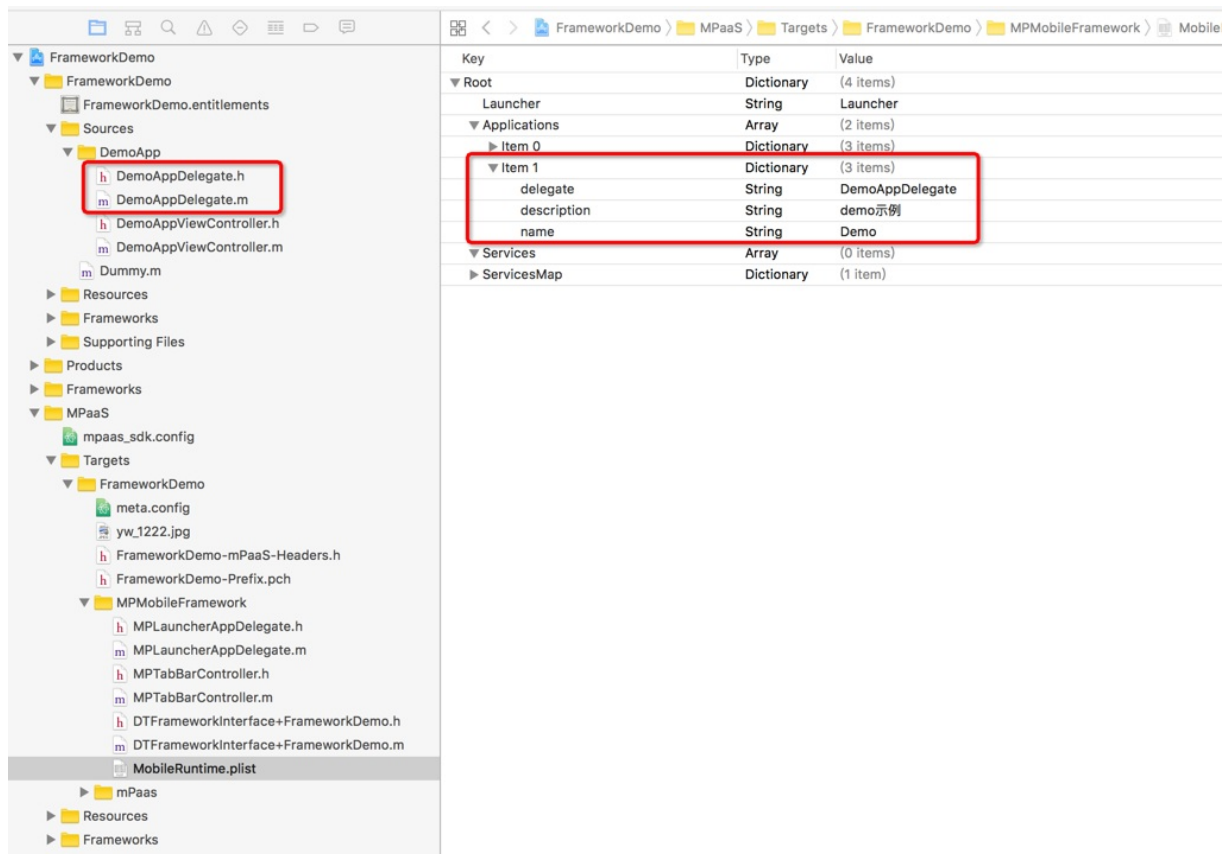 FrameworkDemo
FrameworkDemo
FrameworkDemo.entitlements
Sources
DemoApp
h DemoAppDelegate.h
m DemoAppDelegate.m
h DemoAppViewController.h
m DemoAppViewController.m
m Dummy.m
Resources
Frameworks
Supporting Files
Products
Frameworks
MPaaS
mpaas_sdk.config
Targets
FrameworkDemo
meta.config
yw_1222.jpg
h FrameworkDemo-mPaaS-Headers.h
h FrameworkDemo-Prefix.pch
MPMobileFramework
h MPLauncherAppDelegate.h
m MPLauncherAppDelegate.m
h MPTabBarController.h
m MPTabBarController.m
h DTFrameworkInterface+FrameworkDemo.h
m DTFrameworkInterface+FrameworkDemo.m
MobileRuntime.plist
mPaas
Resources
Frameworks
FrameworkDemo MPaaS Targets FrameworkDemo MPMobileFramework Mobile
Key Type Value
Root Dictionary (4 items)
Launcher String Launcher
Applications Array (2 items)
Item 0 Dictionary (3 items)
Item 1 Dictionary (3 items)
delegate String DemoAppDelegate
description String demo示例
name String Demo
Services Array (0 items)
ServicesMap Dictionary (1 item)